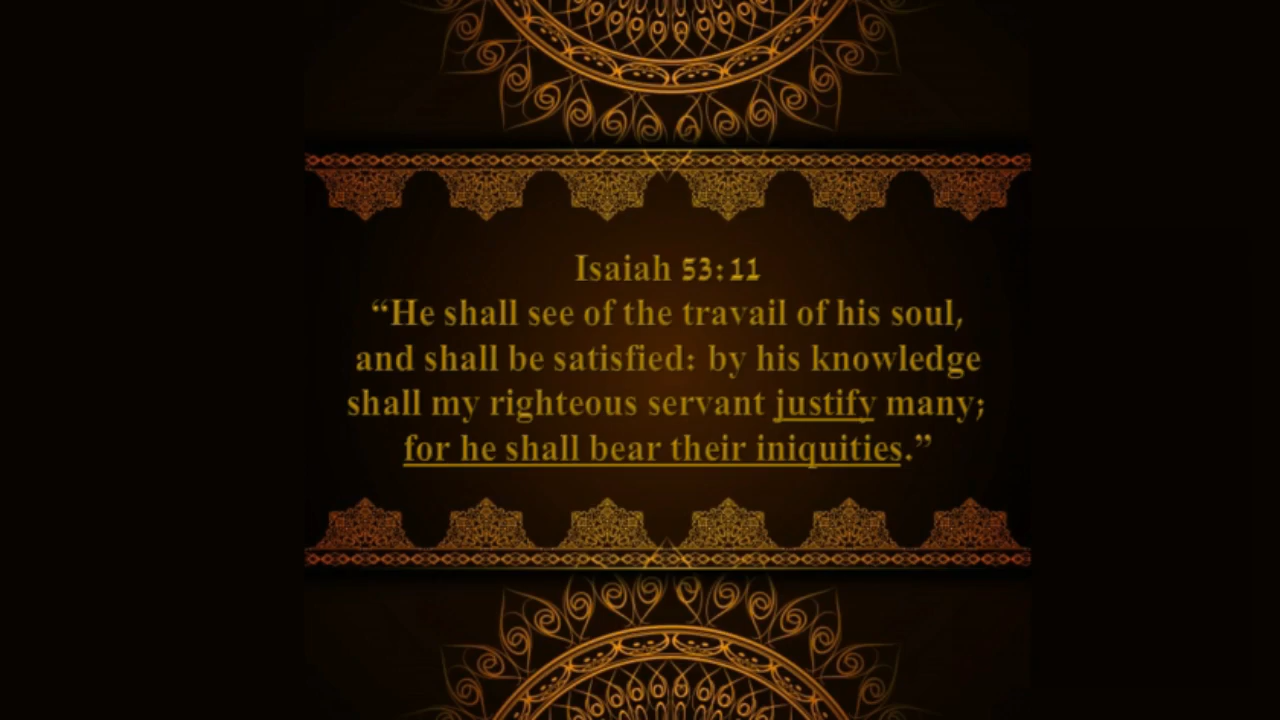 Isaiah 53:11
“He shall see of the travail of his soul,
and shall be satisfied: by his knowledge
shall my righteous servant justify many;
for he shall bear their iniquities.”